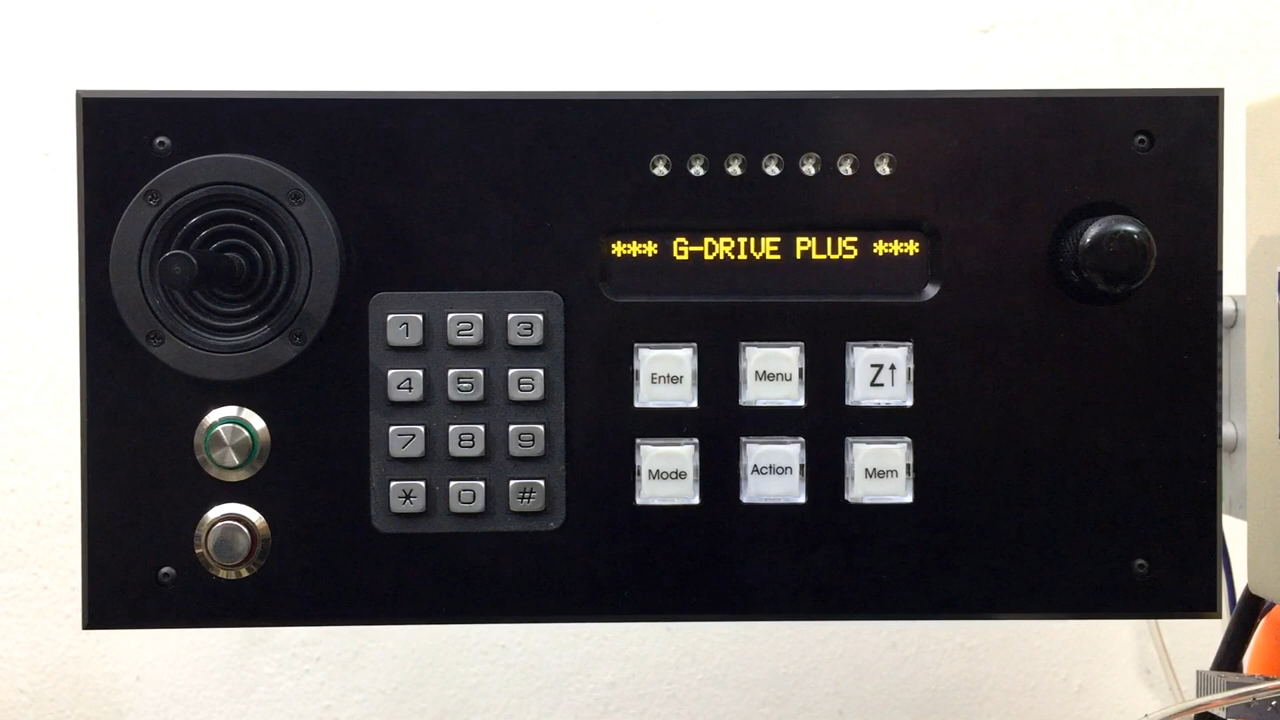 *** G-DRIVE PLUS ***
1 2 3
4 5 6
7 8 9
* 0 #
Enter Menu Z↑
Mode Action Mem